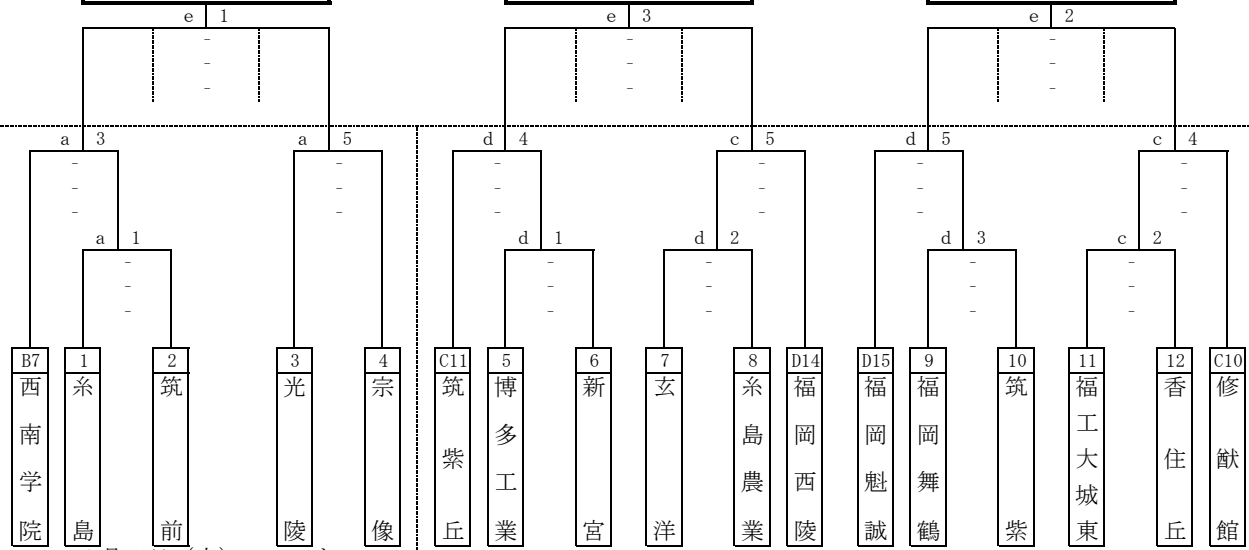 e 1 e 3 e 2
- - -
- - -
- - -
a 3 a 5 d 4 c 5 d 5 c 4
- - - - - -
- - - - - -
- - - - - -
a 1 d 1 d 2 d 3 c 2
- - - - -
- - - - -
- - - - -
B7 1 2 3 4 C11 5 6 7 8 D14 D15 9 10 11 12 C10
西南学院
糸島
筑前
光陵
宗像
筑紫丘
博多工業
新宮
玄洋
糸島農業
福岡西陵
福岡魁誠
福岡舞鶴
筑紫
福工大城東
香住丘
修猷館